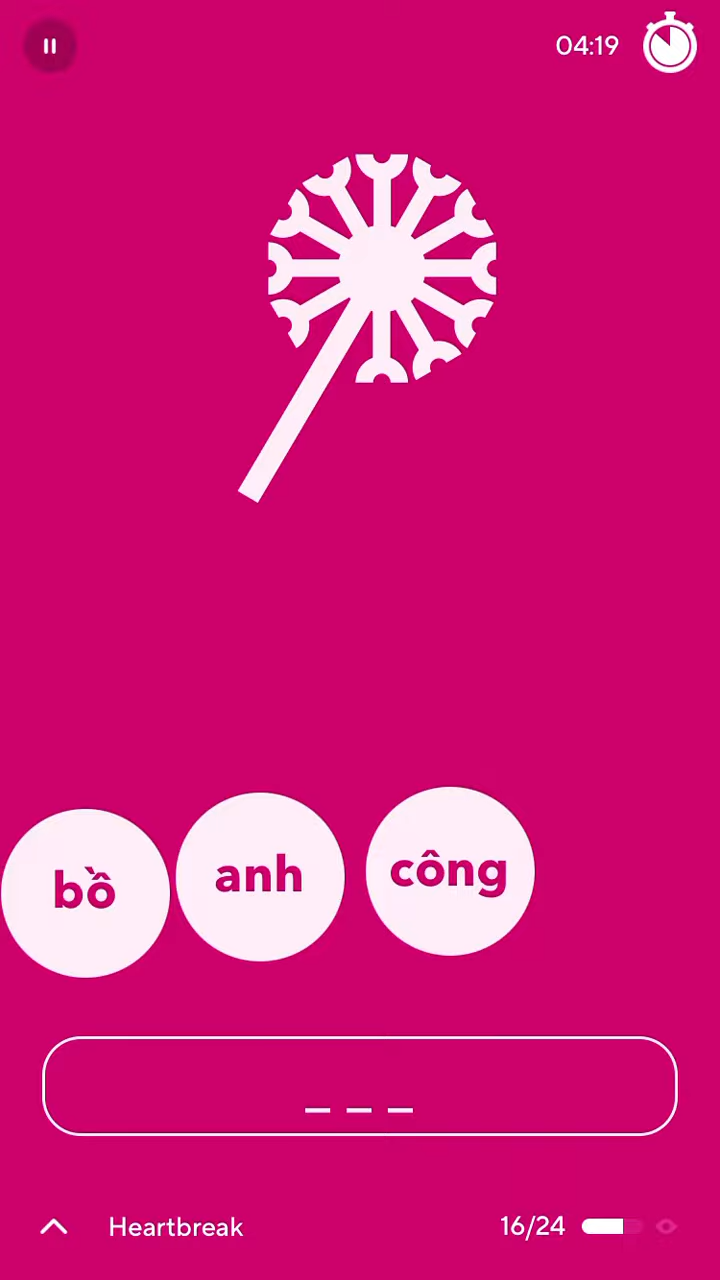 04:19
bồ
anh
công
_ _ _
Heartbreak
16/24